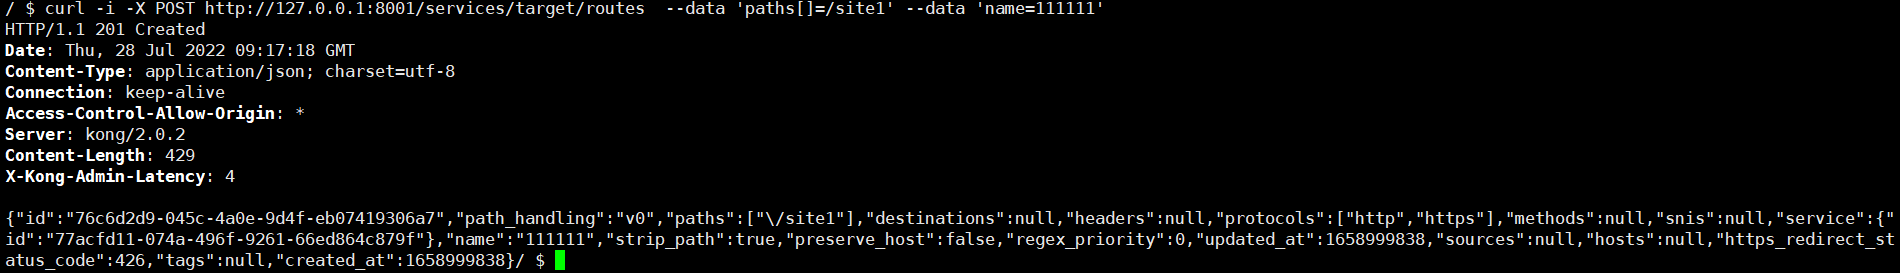 / $ curl -i -X POST http://127.0.0.1:8001/services/target/routes  --data 'paths[]=/site1' --data 'name=111111'
HTTP/1.1 201 Created
Date: Thu, 28 Jul 2022 09:17:18 GMT
Content-Type: application/json; charset=utf-8
Connection: keep-alive
Access-Control-Allow-Origin: *
Server: kong/2.0.2
Content-Length: 429
X-Kong-Admin-Latency: 4

{"id":"76c6d2d9-045c-4a0e-9d4f-eb07419306a7","path_handling":"v0","paths":["\/site1"],"destinations":null,"headers":null,"protocols":["http","https"],"methods":null,"snis":null,"service":{"
id":"77acfd11-074a-496f-9261-66ed864c879f"},"name":"111111","strip_path":true,"preserve_host":false,"regex_priority":0,"updated_at":1658999838,"sources":null,"hosts":null,"https_redirect_st
atus_code":426,"tags":null,"created_at":1658999838}/ $